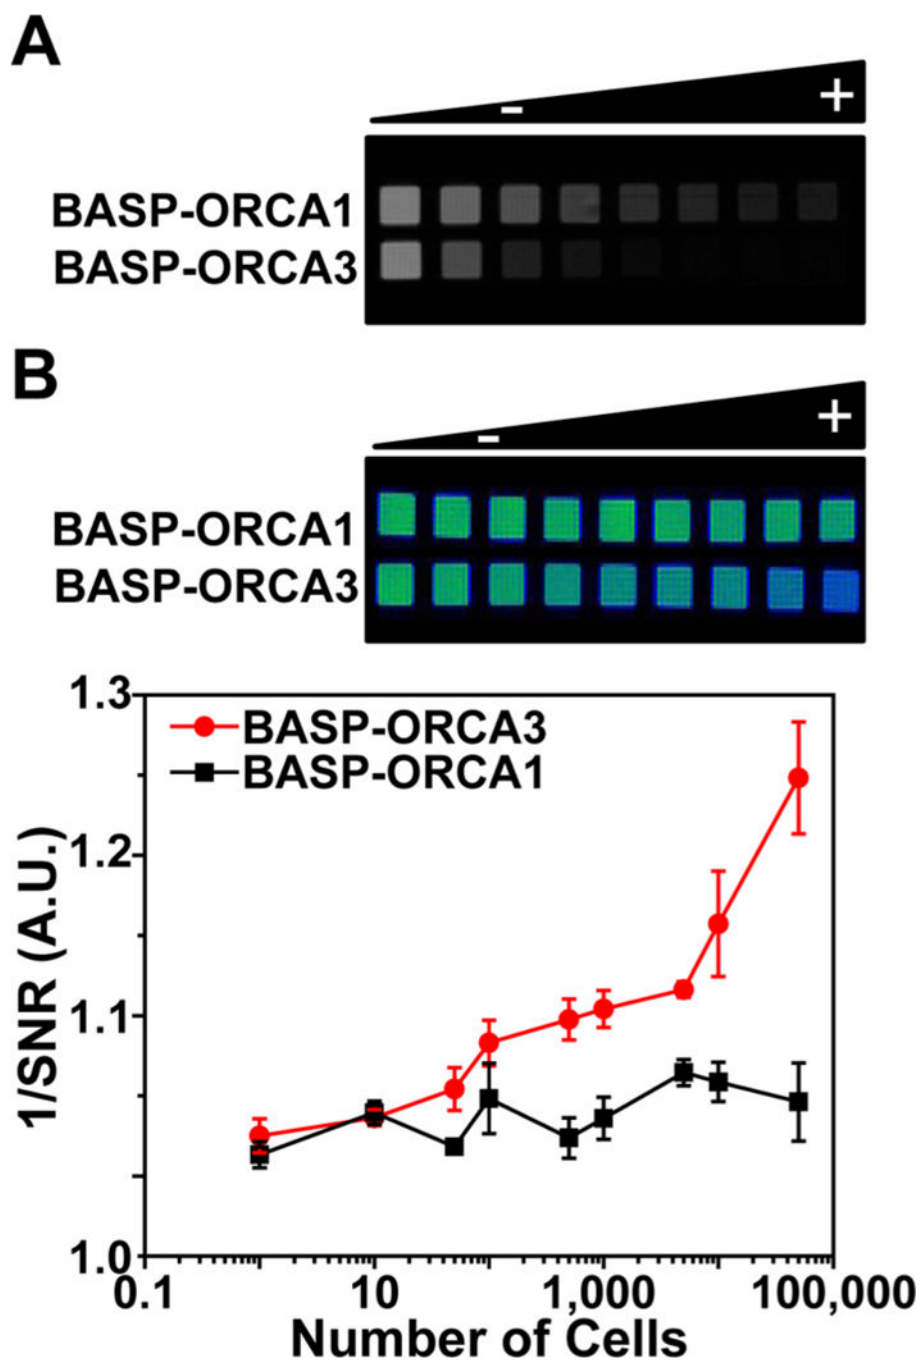 A
-
+
BASP-ORCA1
BASP-ORCA3
B
-
+
BASP-ORCA1
BASP-ORCA3
1.3
BASP-ORCA3
BASP-ORCA1
1.2
1/SNR (A.U.)
1.1
1.0
0.1 10 1,000 100,000
Number of Cells